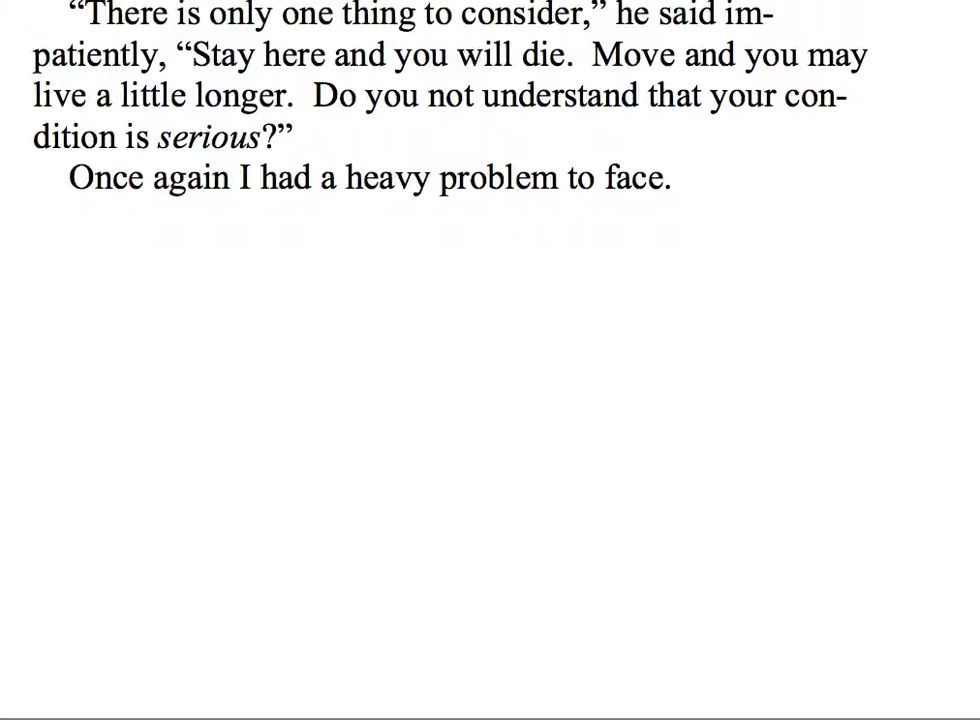 “There is only one thing to consider,” he said im-
patiently, “Stay here and you will die.  Move and you may
live a little longer.  Do you not understand that your con-
dition is serious?”
Once again I had a heavy problem to face.